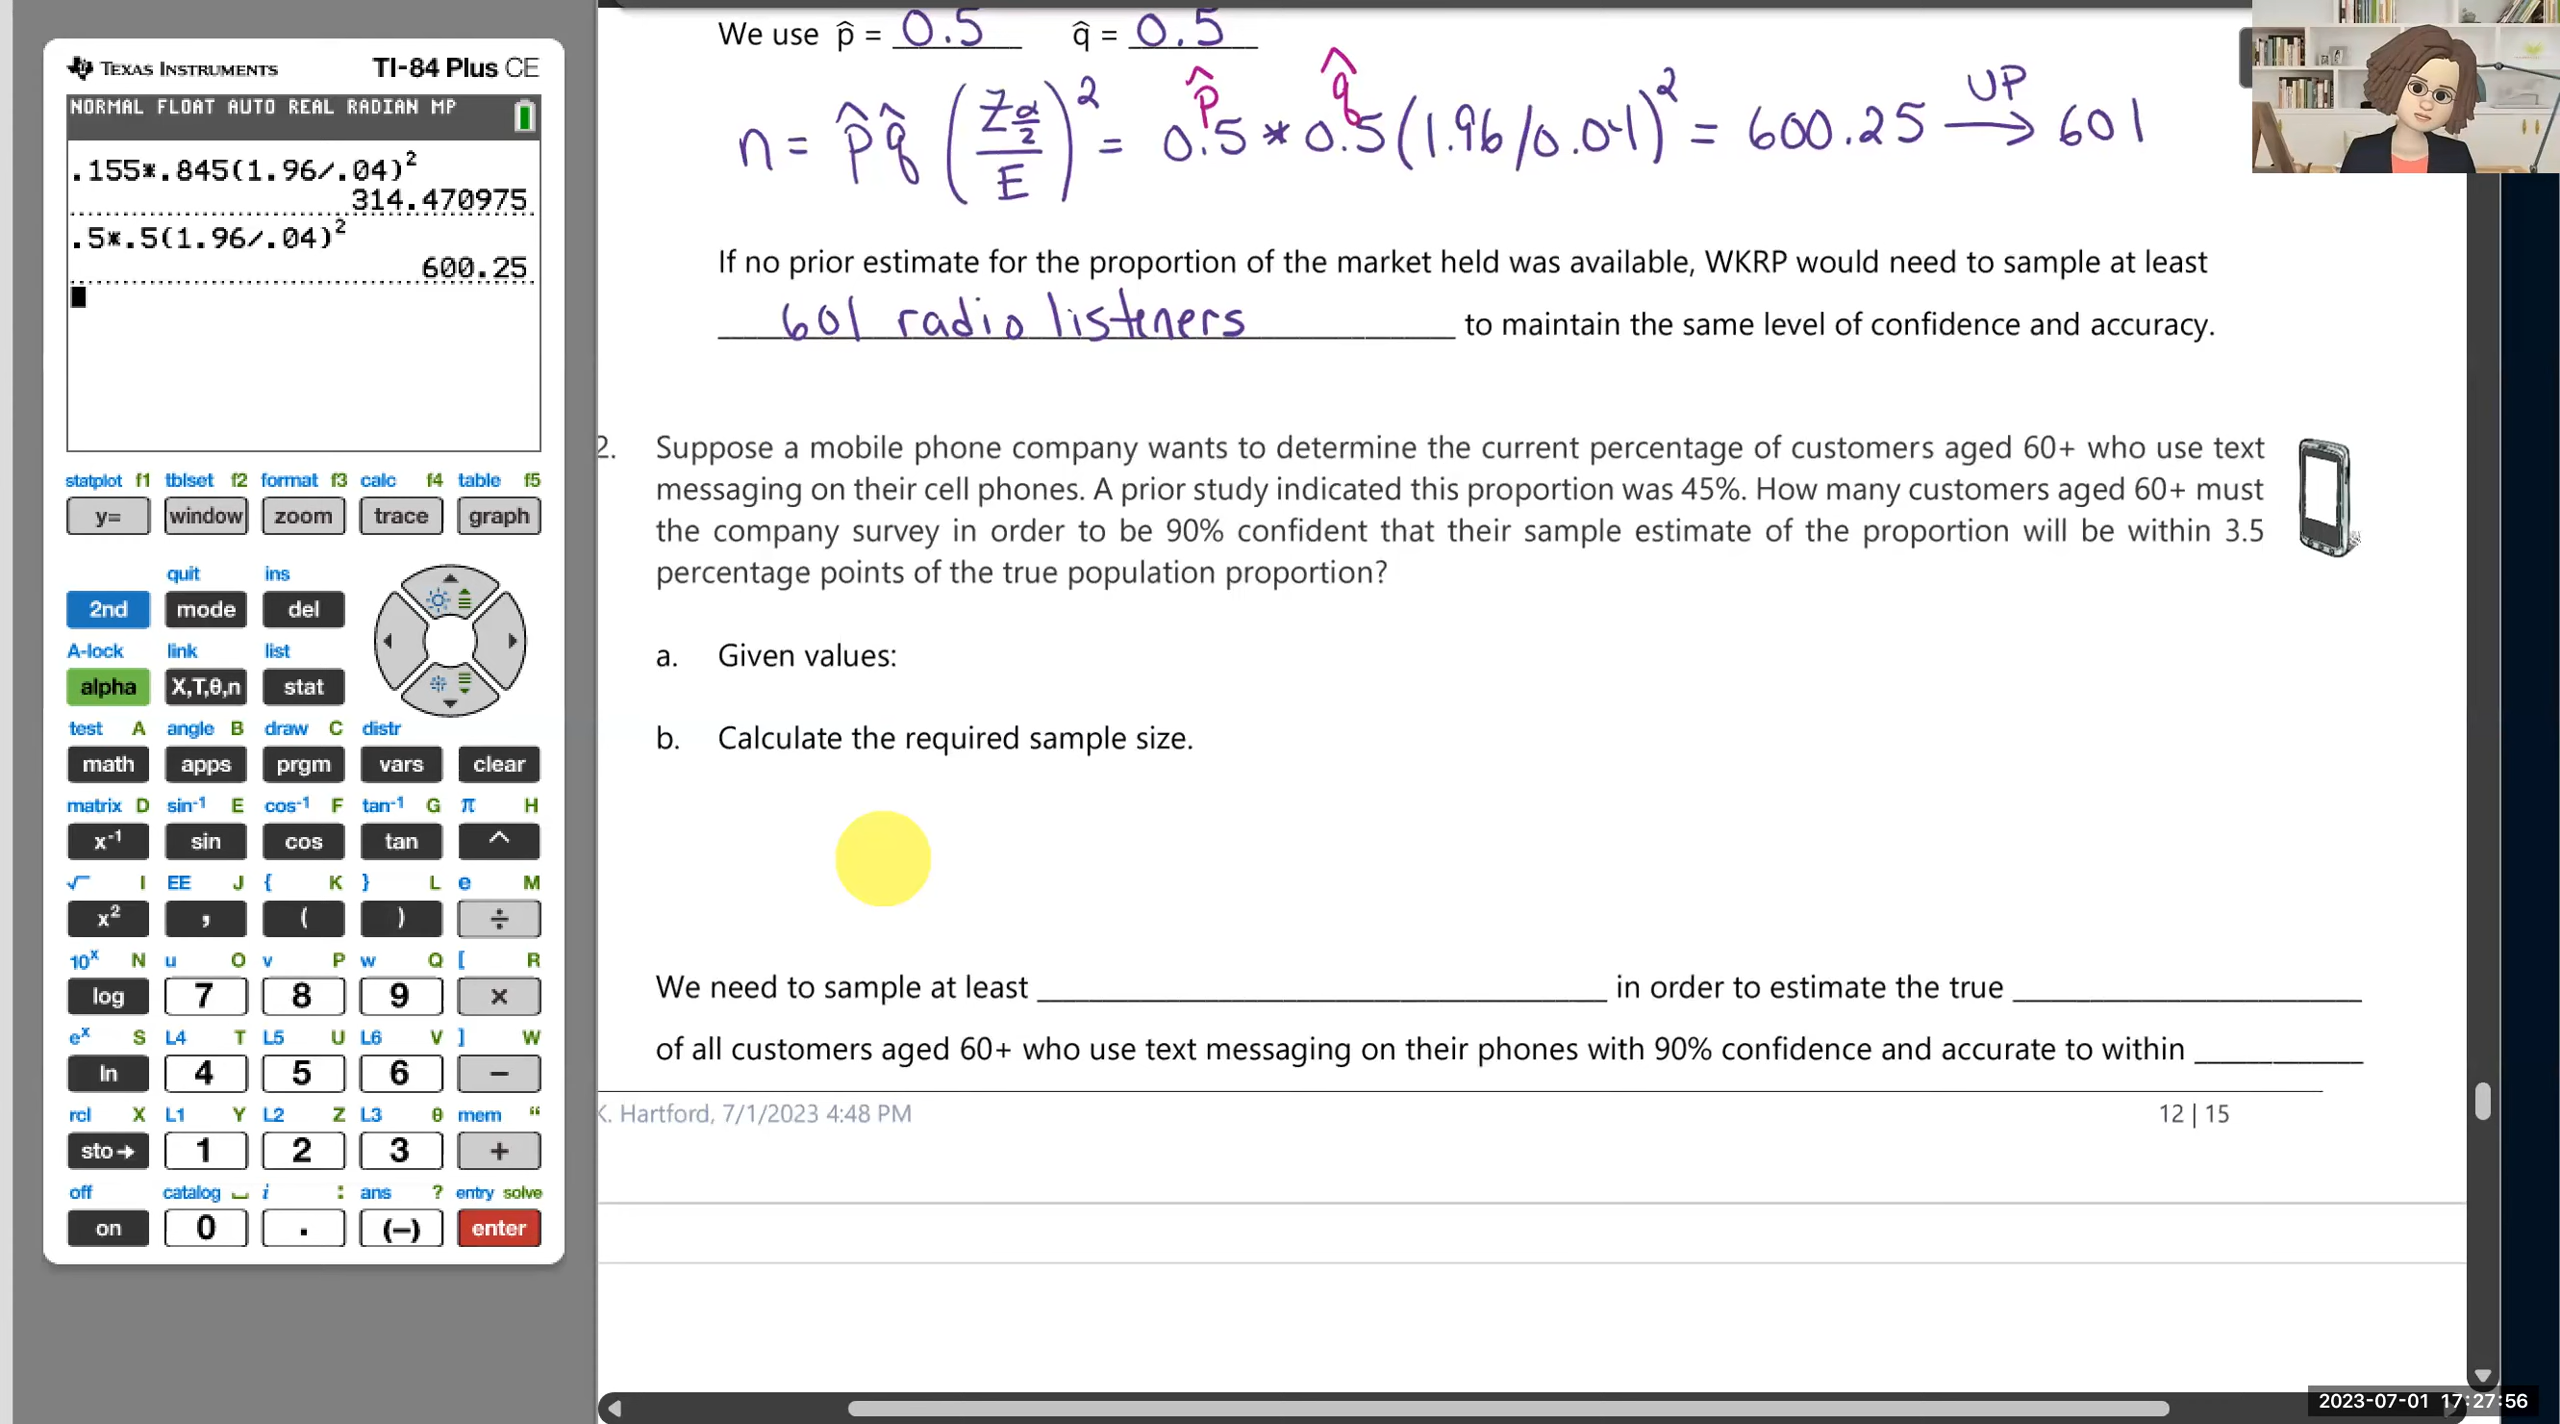 TEXAS INSTRUMENTS TI-84 Plus CE
NORMAL FLOAT AUTO REAL RADIAN MP
.155*.845(1.96/.04)²
314.470975
.5*.5(1.96/.04)²
600.25
statplot f1 tblset f2 format f3 calc f4 table f5
y= window zoom trace graph
quit ins
2nd mode del
A-lock link list
alpha X,T,θ,n stat
test A angle B draw C distr
math apps prgm vars clear
matrix D sin⁻¹ E cos⁻¹ F tan⁻¹ G π H
x⁻¹ sin cos tan ^
√ I EE J { K } L e M
x² , ( ) ÷
10ˣ N u O v P w Q [ R
log 7 8 9 ×
eˣ S L4 T L5 U L6 V ] W
ln 4 5 6 −
rcl X L1 Y L2 Z L3 θ mem “
sto→ 1 2 3 +
off catalog ⎵ i : ans ? entry solve
on 0 . (−) enter
We use p̂ = 0.5 q̂ = 0.5
p̂ q̂
n = p̂ q̂ (Zα/2 / E)² = 0.5 * 0.5 (1.96/0.04)² = 600.25 UP → 601
If no prior estimate for the proportion of the market held was available, WKRP would need to sample at least
601 radio listeners to maintain the same level of confidence and accuracy.
2. Suppose a mobile phone company wants to determine the current percentage of customers aged 60+ who use text
messaging on their cell phones. A prior study indicated this proportion was 45%. How many customers aged 60+ must
the company survey in order to be 90% confident that their sample estimate of the proportion will be within 3.5
percentage points of the true population proportion?
a. Given values:
b. Calculate the required sample size.
We need to sample at least ____ in order to estimate the true ____
of all customers aged 60+ who use text messaging on their phones with 90% confidence and accurate to within ____
K. Hartford, 7/1/2023 4:48 PM 12 | 15
2023-07-01 17:27:56